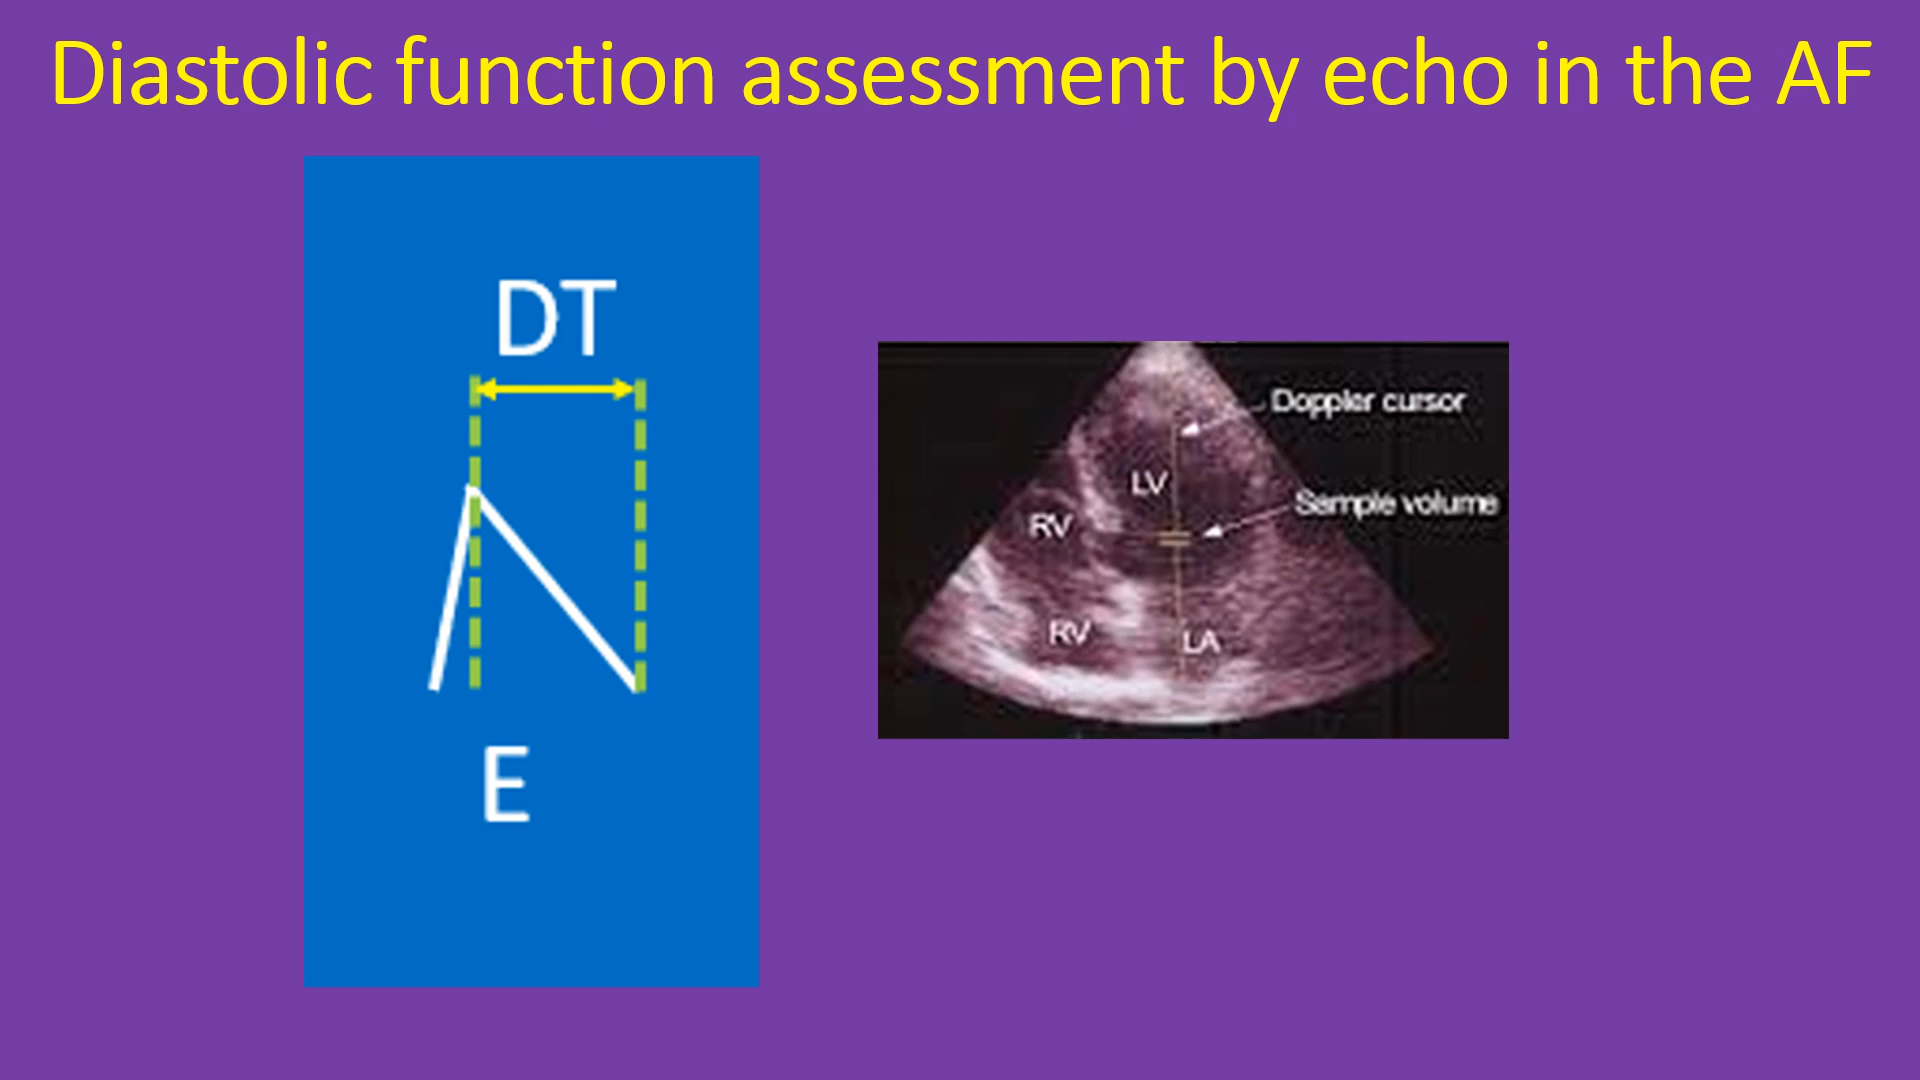 Diastolic function assessment by echo in the AF
DT
E
Doppler cursor
LV
Sample volume
RV
RV
LA